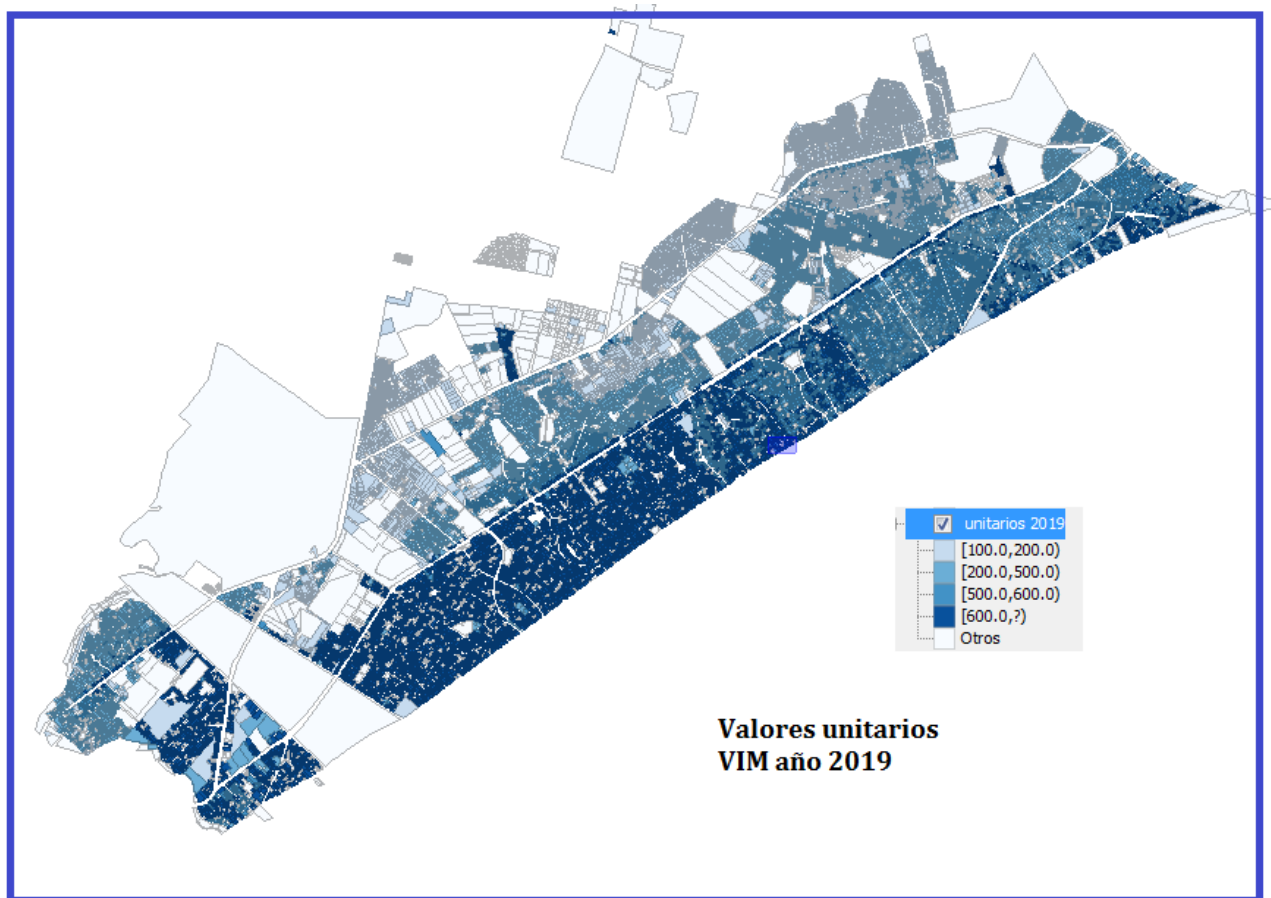 unitarios 2019
[100.0,200.0)
[200.0,500.0)
[500.0,600.0)
[600.0,?)
Otros
Valores unitarios
VIM año 2019